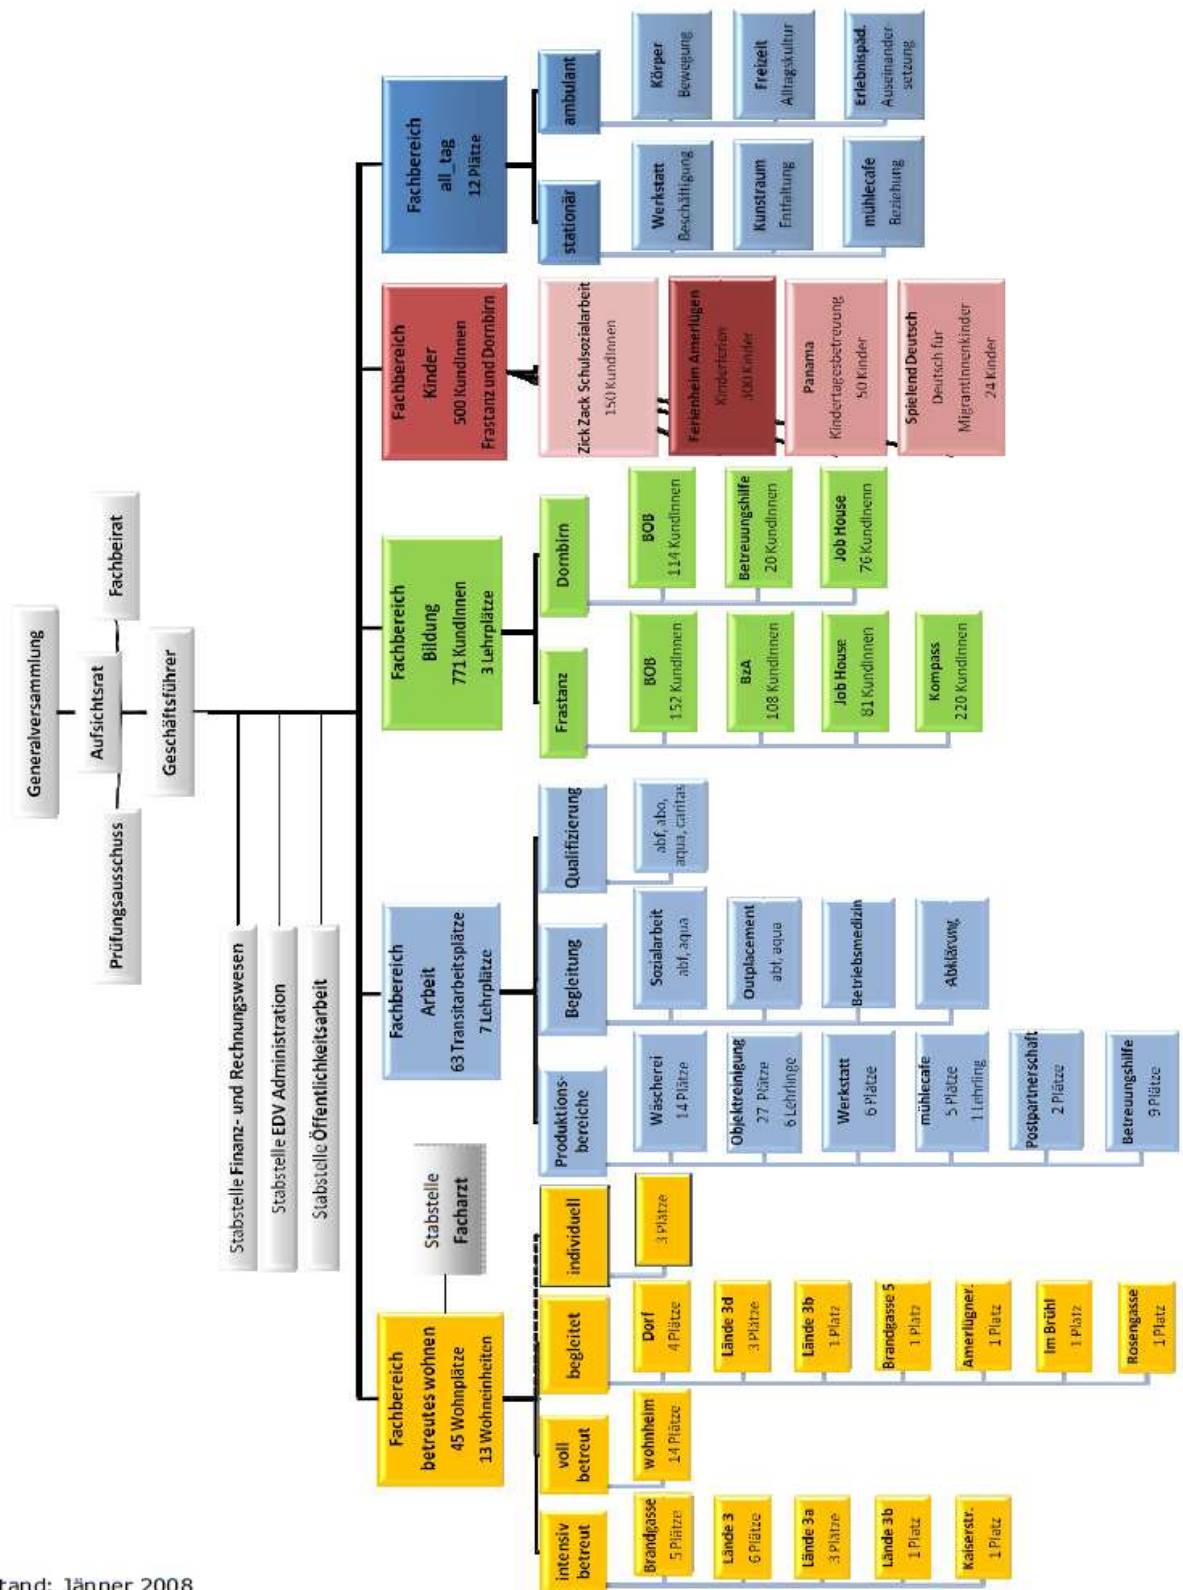 Generalversammlung
Prüfungsausschuss
Aufsichtsrat
Fachbeirat
Geschäftsführer
Stabstelle Finanz- und Rechnungswesen
Stabstelle EDV Administration
Stabstelle Öffentlichkeitsarbeit
Fachbereich
betreutes wohnen
45 Wohnplätze
13 Wohneinheiten
Stabstelle
Facharzt
intensiv
betreut
Brandgasse
5 Plätze
Lände 3
6 Plätze
Lände 3a
3 Plätze
Lände 3b
1 Platz
Kaiserstr.
1 Platz
voll
betreut
wohnheim
14 Plätze
begleitet
Dorf
4 Plätze
Lände 3d
3 Plätze
Lände 3b
1 Platz
Brandgasse 5
1 Platz
Amerlügner.
1 Platz
Im Brühl
1 Platz
Rosengasse
1 Platz
individuell
3 Plätze
Fachbereich
Arbeit
63 Transitarbeitsplätze
7 Lehrplätze
Produktions-
bereiche
Wäscherei
14 Plätze
Objektreinigung
27 Plätze
6 Lehrlinge
Werkstatt
6 Plätze
mühlecafe
5 Plätze
1 Lehrling
Postpartnerschaft
2 Plätze
Betreuungshilfe
9 Plätze
Begleitung
Sozialarbeit
abf, aqua
Outplacement
abf, aqua
Betriebsmedizin
Abklärung
Qualifizierung
abf, abo,
aqua, caritas
Fachbereich
Bildung
771 KundInnen
3 Lehrplätze
Frastanz
BOB
152 KundInnen
BzA
108 KundInnen
Job House
81 KundInnen
Kompass
220 KundInnen
Dornbirn
BOB
114 KundInnen
Betreuungshilfe
20 KundInnen
Job House
76 KundInenn
Fachbereich
Kinder
500 KundInnen
Frastanz und Dornbirn
Zick Zack Schulsozialarbeit
150 KundInnen
Ferienheim Amerlügen
Kinderferien
300 Kinder
Panama
Kindertagesbetreuung
50 Kinder
Spielend Deutsch
Deutsch für
MigrantInnenkinder
24 Kinder
Fachbereich
all_tag
12 Plätze
stationär
Werkstatt
Beschäftigung
Kunstraum
Entfaltung
mühlecafe
Beziehung
ambulant
Körper
Bewegung
Freizeit
Alltagskultur
Erlebnispäd.
Auseinander-
setzung
tand: Jänner 2008